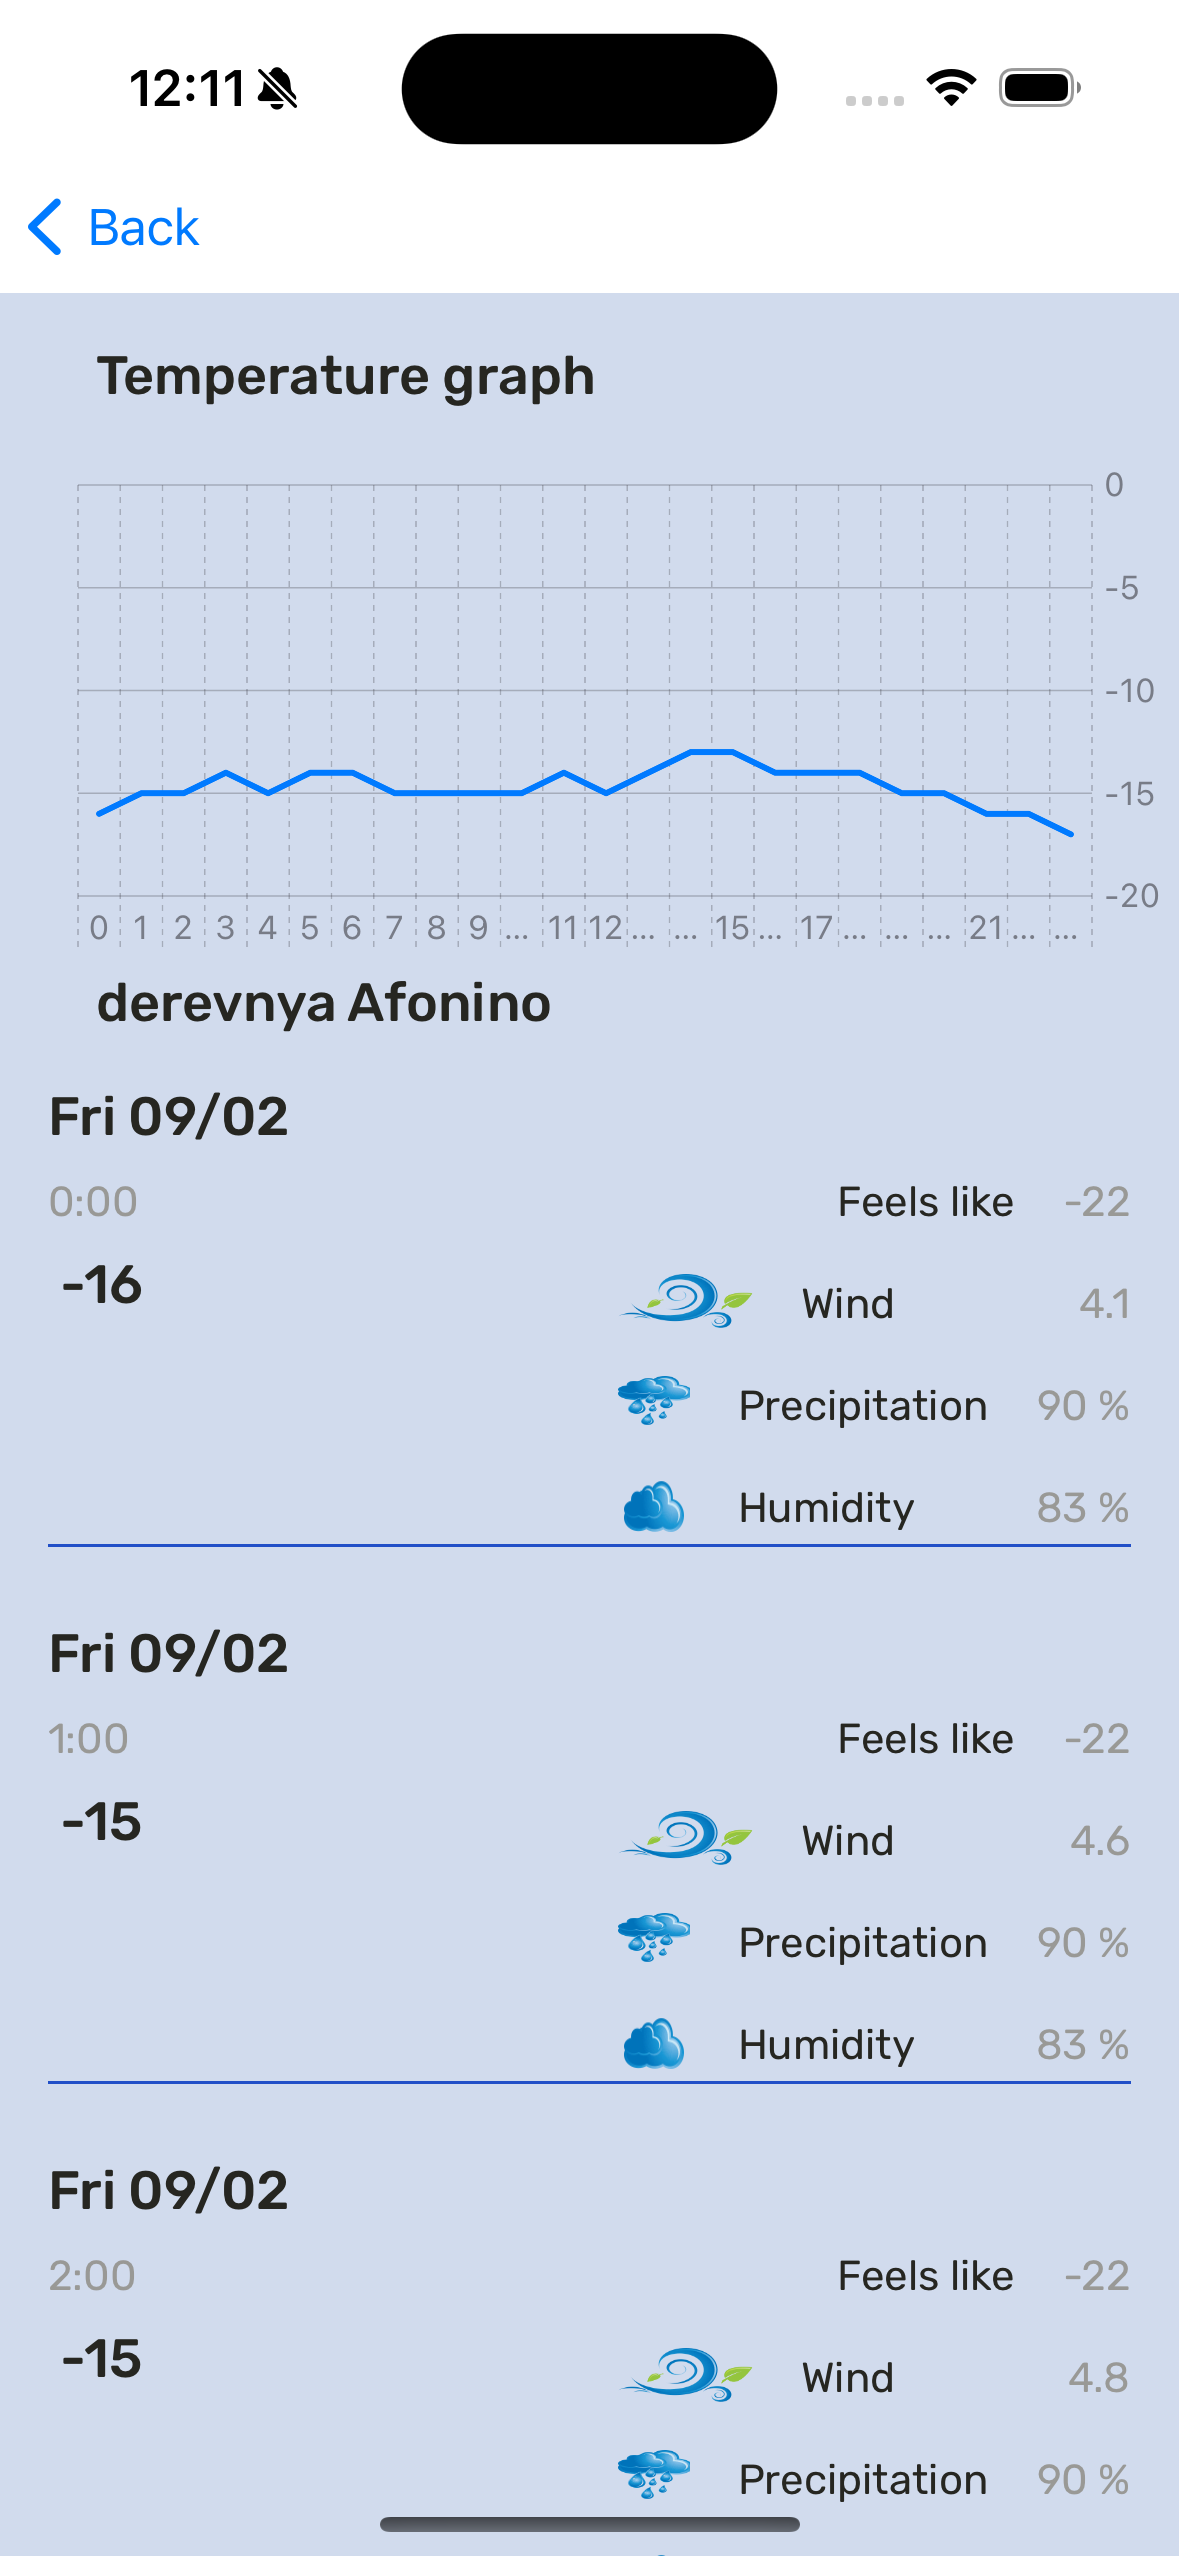 12:11
Back
Temperature graph
0
-5
-10
-15
-20
0 1 2 3 4 5 6 7 8 9 ... 11 12 ... ... 15 ... 17 ... ... ... 21 ... ...
derevnya Afonino
Fri 09/02
0:00 Feels like -22
-16
Wind 4.1
Precipitation 90 %
Humidity 83 %
Fri 09/02
1:00 Feels like -22
-15
Wind 4.6
Precipitation 90 %
Humidity 83 %
Fri 09/02
2:00 Feels like -22
-15
Wind 4.8
Precipitation 90 %